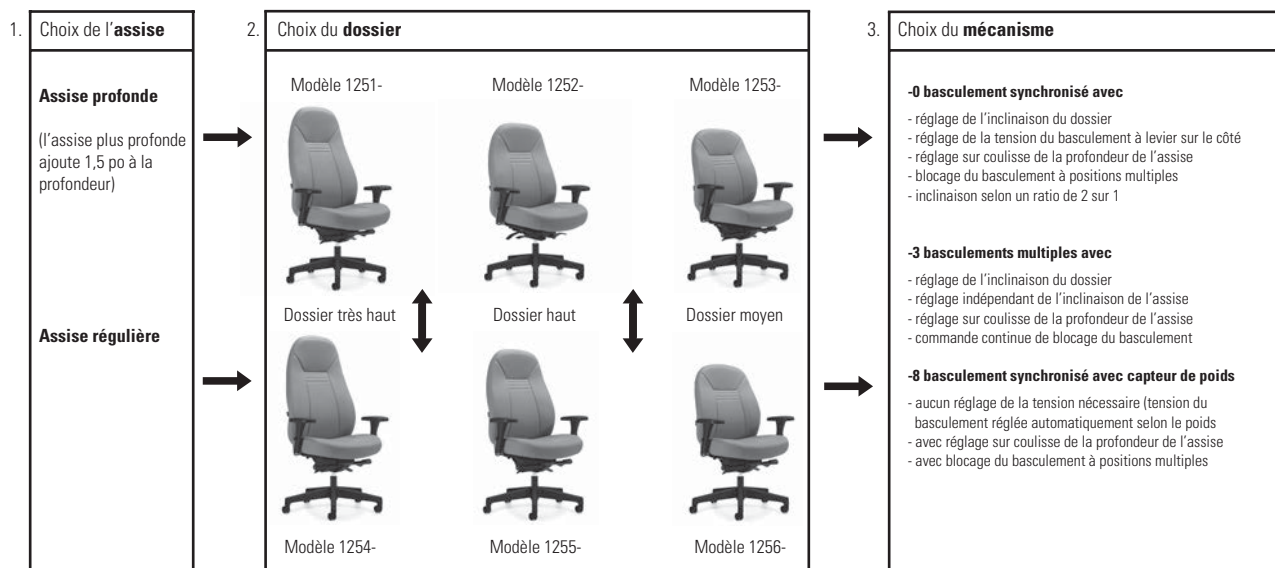 1. Choix de l'assise
Assise profonde
(l'assise plus profonde
ajoute 1,5 po à la
profondeur)
Assise régulière
2. Choix du dossier
Modèle 1251-
Modèle 1252-
Modèle 1253-
Dossier très haut
Dossier haut
Dossier moyen
Modèle 1254-
Modèle 1255-
Modèle 1256-
3. Choix du mécanisme
-0 basculement synchronisé avec
- réglage de l'inclinaison du dossier
- réglage de la tension du basculement à levier sur le côté
- réglage sur coulisse de la profondeur de l'assise
- blocage du basculement à positions multiples
- inclinaison selon un ratio de 2 sur 1
-3 basculements multiples avec
- réglage de l'inclinaison du dossier
- réglage indépendant de l'inclinaison de l'assise
- réglage sur coulisse de la profondeur de l'assise
- commande continue de blocage du basculement
-8 basculement synchronisé avec capteur de poids
- aucun réglage de la tension nécessaire (tension du
basculement réglée automatiquement selon le poids
- avec réglage sur coulisse de la profondeur de l'assise
- avec blocage du basculement à positions multiples